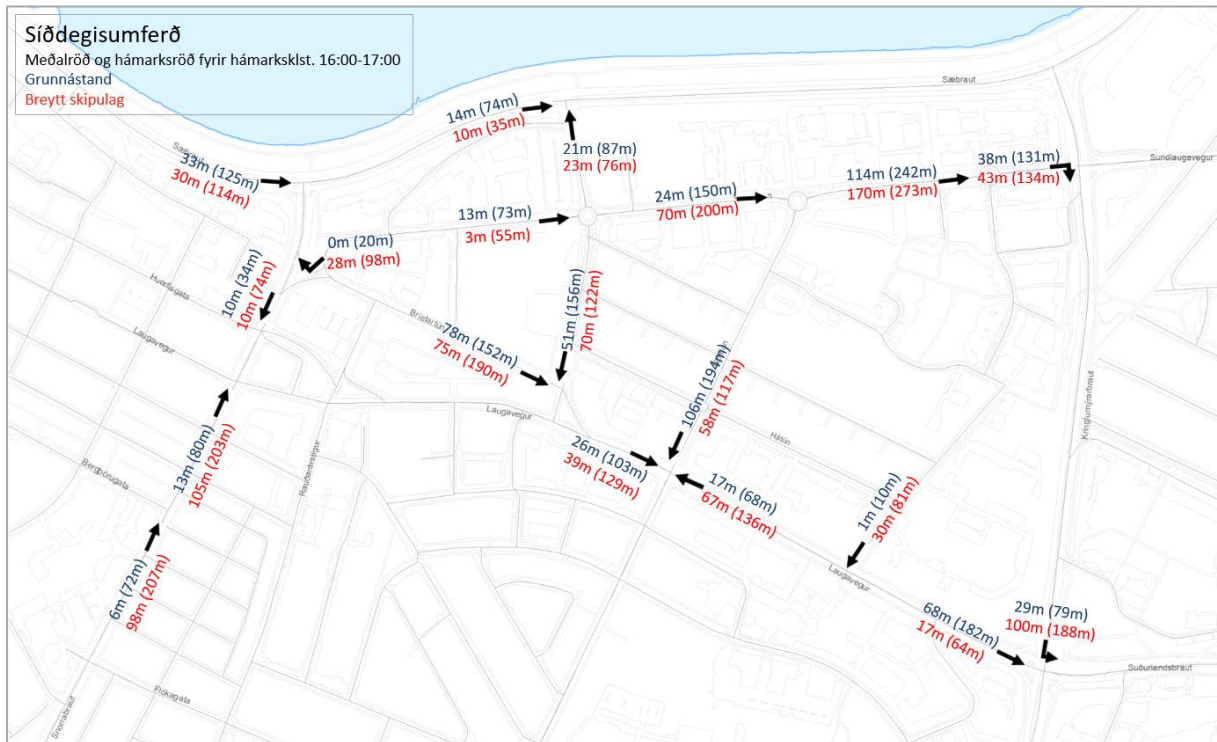 Síðdegisumferð
Meðalröð og hámarksröð fyrir hámarksklst. 16:00-17:00
Grunnástand
Breytt skipulag
Sæbraut
14m (74m)
10m (35m)
21m (87m)
23m (76m)
Sæbraut
33m (125m)
30m (114m)
38m (131m)
43m (134m)
Sundlaugavegur
114m (242m)
170m (273m)
24m (150m)
70m (200m)
13m (73m)
3m (55m)
0m (20m)
28m (98m)
10m (34m)
10m (74m)
Hverfisgata
Laugavegur
51m (156m)
70m (122m)
78m (152m)
75m (190m)
106m (194m)
58m (117m)
Kringlumýrarbraut
Laugavegur
Hátún
26m (103m)
39m (129m)
17m (68m)
67m (136m)
13m (80m)
105m (203m)
Bergþórugata
Rauðarárstígur
1m (10m)
30m (81m)
Laugavegur
6m (72m)
98m (207m)
68m (182m)
17m (64m)
29m (79m)
100m (188m)
Suðurlandsbraut
Flókagata
Snorrabraut